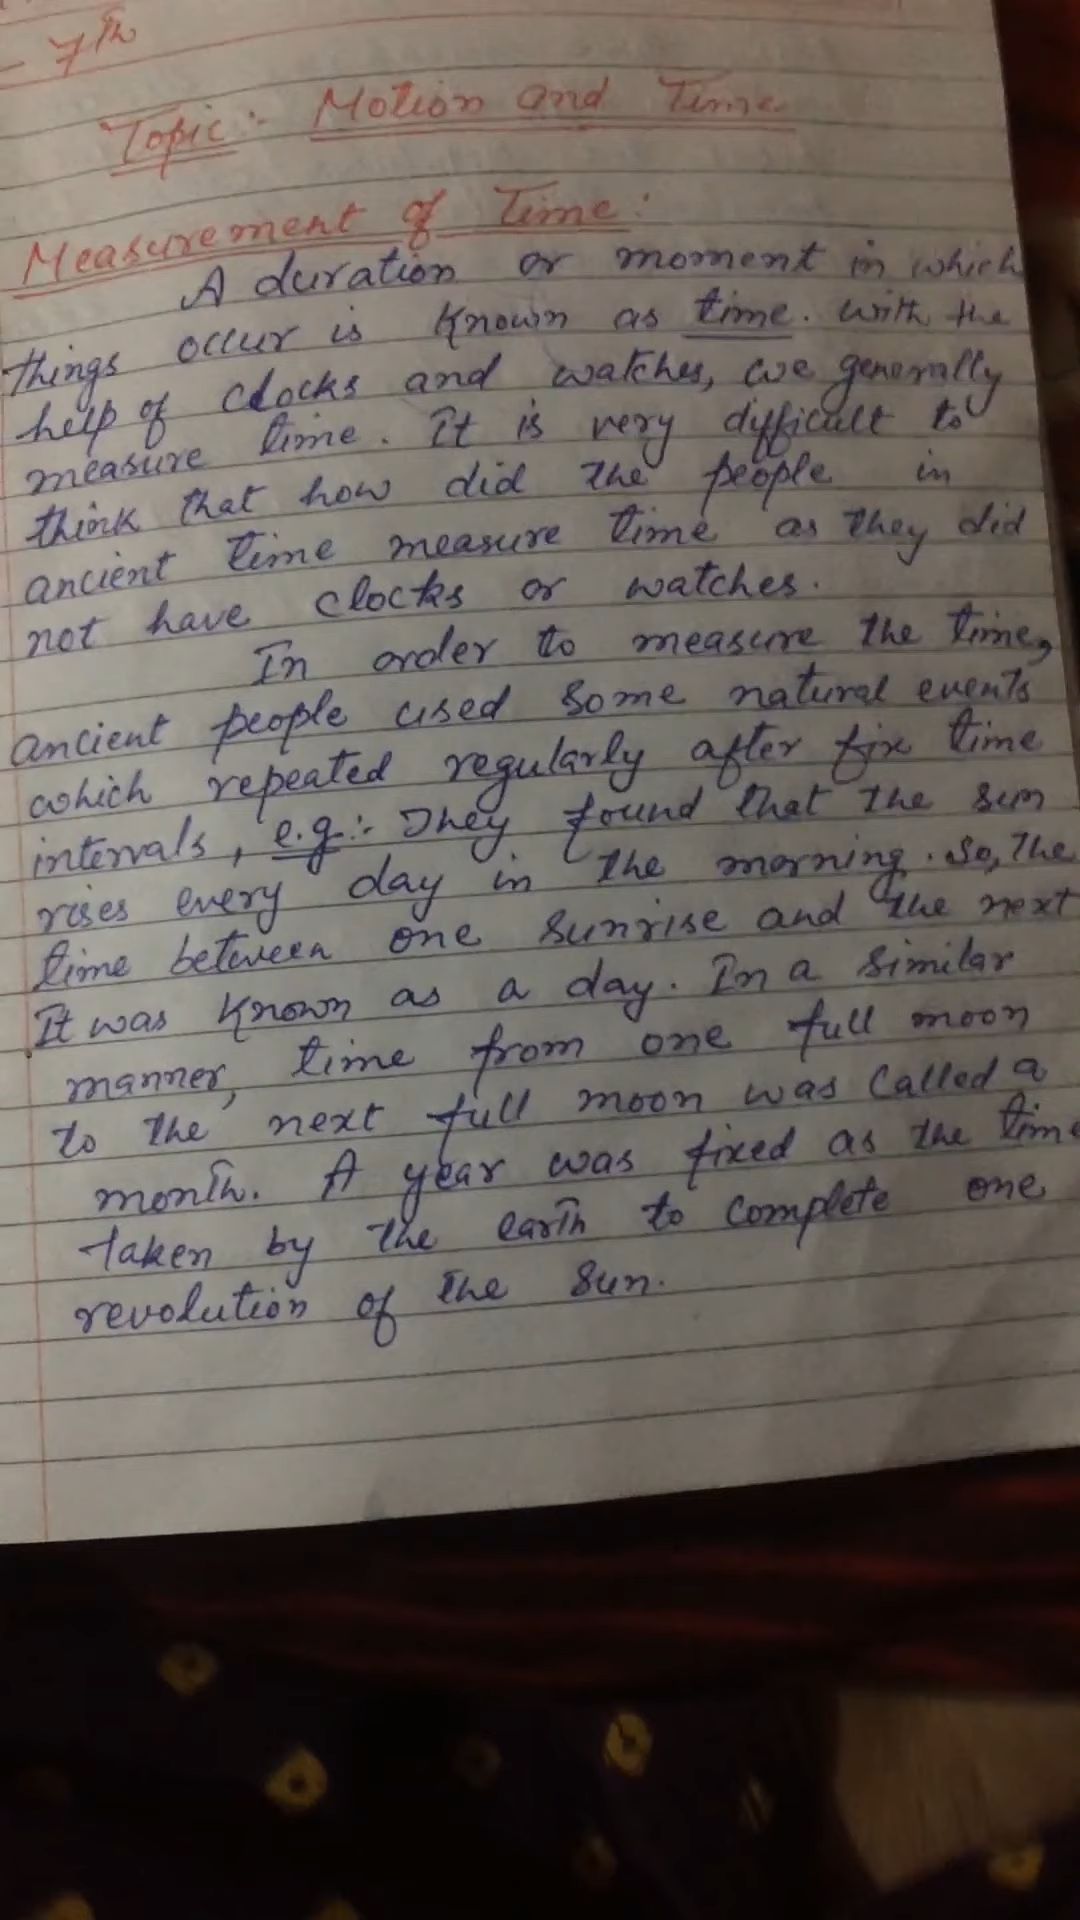 - 7th
Topic:- Motion and Time
Measurement of Time:
A duration or moment in which
things occur is known as time. with the
help of clocks and watches, we generally
measure time. It is very difficult to
think that how did the people in
ancient time measure time as they did
not have clocks or watches.
In order to measure the time,
ancient people used some natural events
which repeated regularly after fix time
intervals, e.g:- They found that the sun
rises every day in the morning. So, the
time between one sunrise and the next
It was known as a day. In a similar
manner, time from one full moon
to the next full moon was called a
month. A year was fixed as the time
taken by the earth to complete one
revolution of the sun.